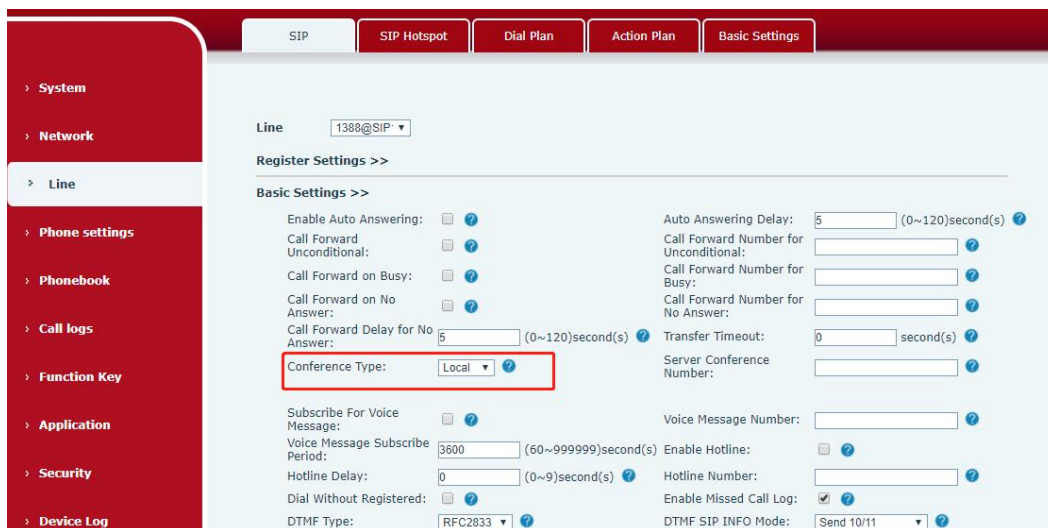 SIP SIP Hotspot Dial Plan Action Plan Basic Settings
› System
› Network
› Line
› Phone settings
› Phonebook
› Call logs
› Function Key
› Application
› Security
› Device Log
Line 1388@SIP
Register Settings >>
Basic Settings >>
Enable Auto Answering: ? Auto Answering Delay: 5 (0~120)second(s) ?
Call Forward
Unconditional: ? Call Forward Number for
Unconditional: ?
Call Forward on Busy: ? Call Forward Number for
Busy: ?
Call Forward on No
Answer: ? Call Forward Number for
No Answer: ?
Call Forward Delay for No
Answer: 5 (0~120)second(s) ? Transfer Timeout: 0 second(s) ?
Conference Type: Local ? Server Conference
Number: ?
Subscribe For Voice
Message: ? Voice Message Number: ?
Voice Message Subscribe
Period: 3600 (60~999999)second(s) Enable Hotline: ?
Hotline Delay: 0 (0~9)second(s) ? Hotline Number: ?
Dial Without Registered: ? Enable Missed Call Log: ?
DTMF Type: RFC2833 ? DTMF SIP INFO Mode: Send 10/11 ?